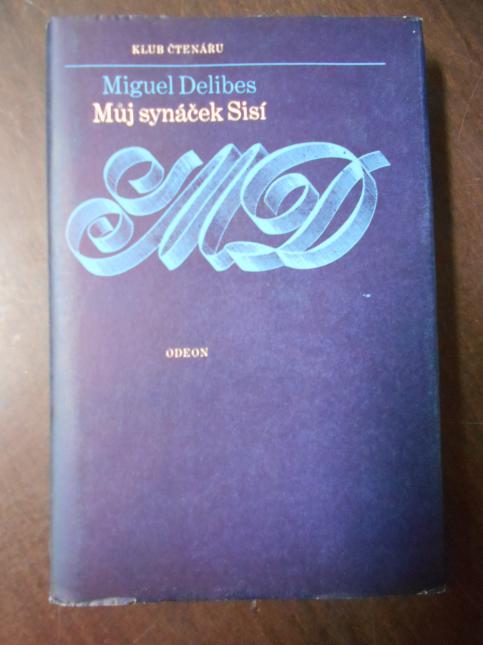 KLUB ČTENÁŘU
Miguel Delibes
Můj synáček Sisí
MD
ODEON